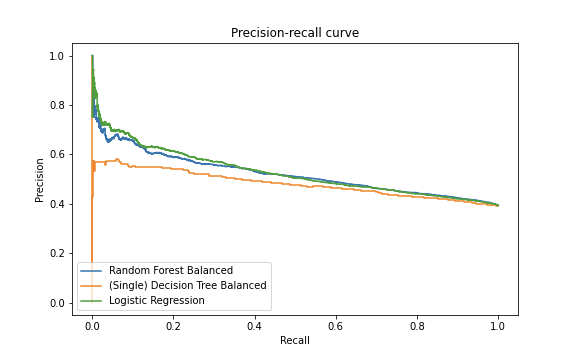 Precision-recall curve
1.0
0.8
0.6
0.4
0.2
0.0
Precision
Random Forest Balanced
(Single) Decision Tree Balanced
Logistic Regression
0.0 0.2 0.4 0.6 0.8 1.0
Recall